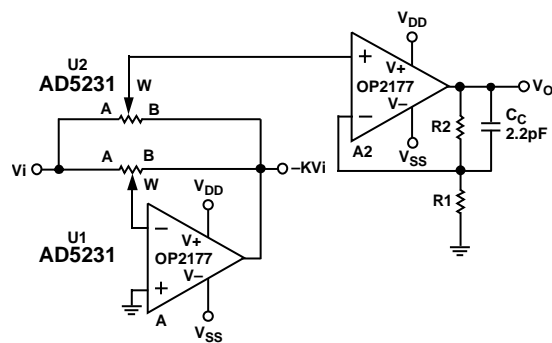 VDD
U2
AD5231
W
A
B
+
V+
OP2177
−
V−
A2
VSS
VO
R2
CC
2.2pF
R1
Vi
A
B
W
−KVi
U1
AD5231
VDD
−
V+
OP2177
V−
+
A
VSS